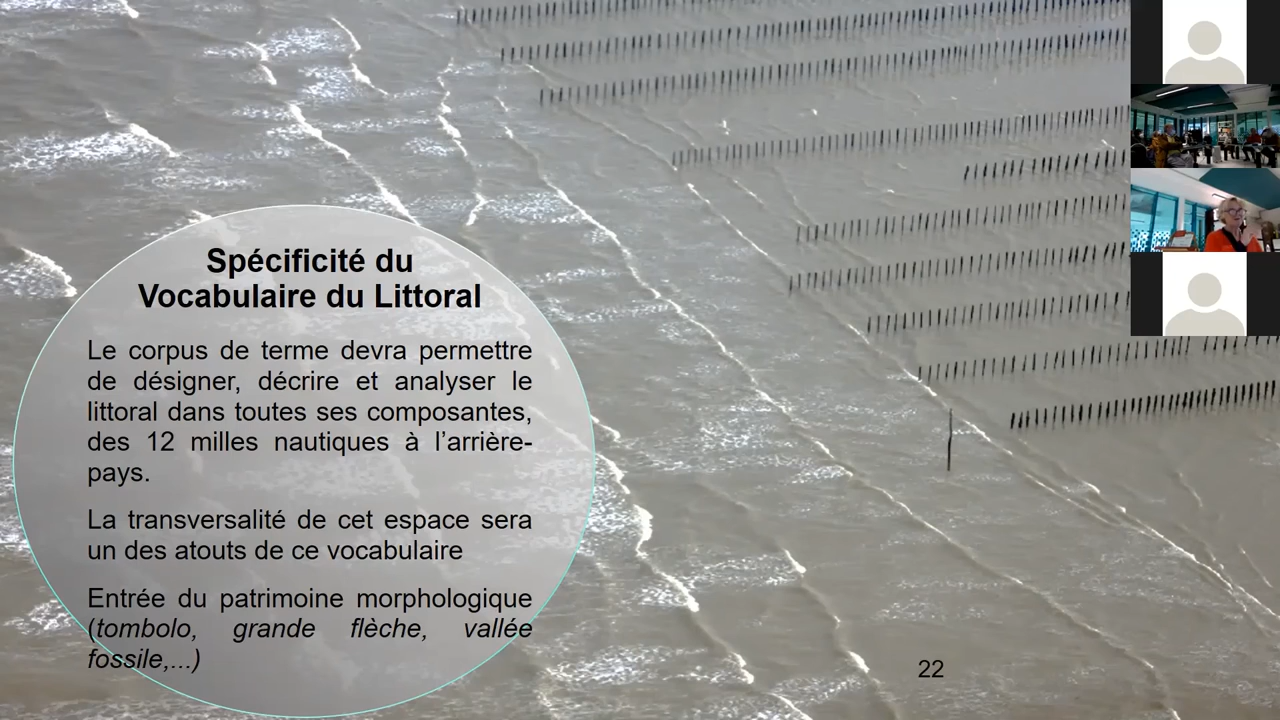 Spécificité du
Vocabulaire du Littoral
Le corpus de terme devra permettre
de désigner, décrire et analyser le
littoral dans toutes ses composantes,
des 12 milles nautiques à l’arrière-
pays.
La transversalité de cet espace sera
un des atouts de ce vocabulaire
Entrée du patrimoine morphologique
(tombolo, grande flèche, vallée
fossile,...)
22